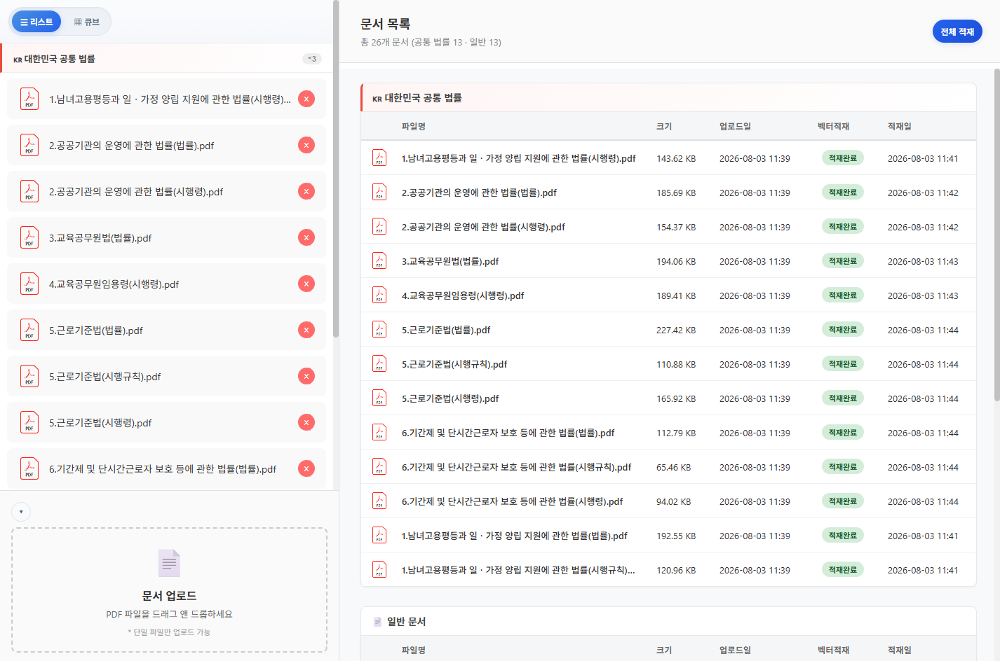 ☰ 리스트
큐브
KR 대한민국 공통 법률
1.남녀고용평등과 일ㆍ가정 양립 지원에 관한 법률(시행령)...
x
2.공공기관의 운영에 관한 법률(법률).pdf
x
2.공공기관의 운영에 관한 법률(시행령).pdf
x
3.교육공무원법(법률).pdf
x
4.교육공무원임용령(시행령).pdf
x
5.근로기준법(법률).pdf
x
5.근로기준법(시행규칙).pdf
x
5.근로기준법(시행령).pdf
x
6.기간제 및 단시간근로자 보호 등에 관한 법률(법률).pdf
x
문서 업로드
PDF 파일을 드래그 앤 드롭하세요
* 단일 파일만 업로드 가능
문서 목록
총 26개 문서 (공통 법률 13 · 일반 13)
전체 적재
KR 대한민국 공통 법률
파일명 크기 업로드일 벡터적재 적재일
1.남녀고용평등과 일ㆍ가정 양립 지원에 관한 법률(시행령).pdf 143.62 KB 2026-08-03 11:39 적재완료 2026-08-03 11:41
2.공공기관의 운영에 관한 법률(법률).pdf 185.69 KB 2026-08-03 11:39 적재완료 2026-08-03 11:42
2.공공기관의 운영에 관한 법률(시행령).pdf 154.37 KB 2026-08-03 11:39 적재완료 2026-08-03 11:42
3.교육공무원법(법률).pdf 194.06 KB 2026-08-03 11:39 적재완료 2026-08-03 11:43
4.교육공무원임용령(시행령).pdf 189.41 KB 2026-08-03 11:39 적재완료 2026-08-03 11:43
5.근로기준법(법률).pdf 227.42 KB 2026-08-03 11:39 적재완료 2026-08-03 11:44
5.근로기준법(시행규칙).pdf 110.88 KB 2026-08-03 11:39 적재완료 2026-08-03 11:44
5.근로기준법(시행령).pdf 165.92 KB 2026-08-03 11:39 적재완료 2026-08-03 11:44
6.기간제 및 단시간근로자 보호 등에 관한 법률(법률).pdf 112.79 KB 2026-08-03 11:39 적재완료 2026-08-03 11:44
6.기간제 및 단시간근로자 보호 등에 관한 법률(시행규칙).pdf 65.46 KB 2026-08-03 11:39 적재완료 2026-08-03 11:44
6.기간제 및 단시간근로자 보호 등에 관한 법률(시행령).pdf 94.02 KB 2026-08-03 11:39 적재완료 2026-08-03 11:44
1.남녀고용평등과 일ㆍ가정 양립 지원에 관한 법률(법률).pdf 192.55 KB 2026-08-03 11:39 적재완료 2026-08-03 11:41
1.남녀고용평등과 일ㆍ가정 양립 지원에 관한 법률(시행규칙)... 120.96 KB 2026-08-03 11:39 적재완료 2026-08-03 11:41
일반 문서
파일명 크기 업로드일 벡터적재 적재일